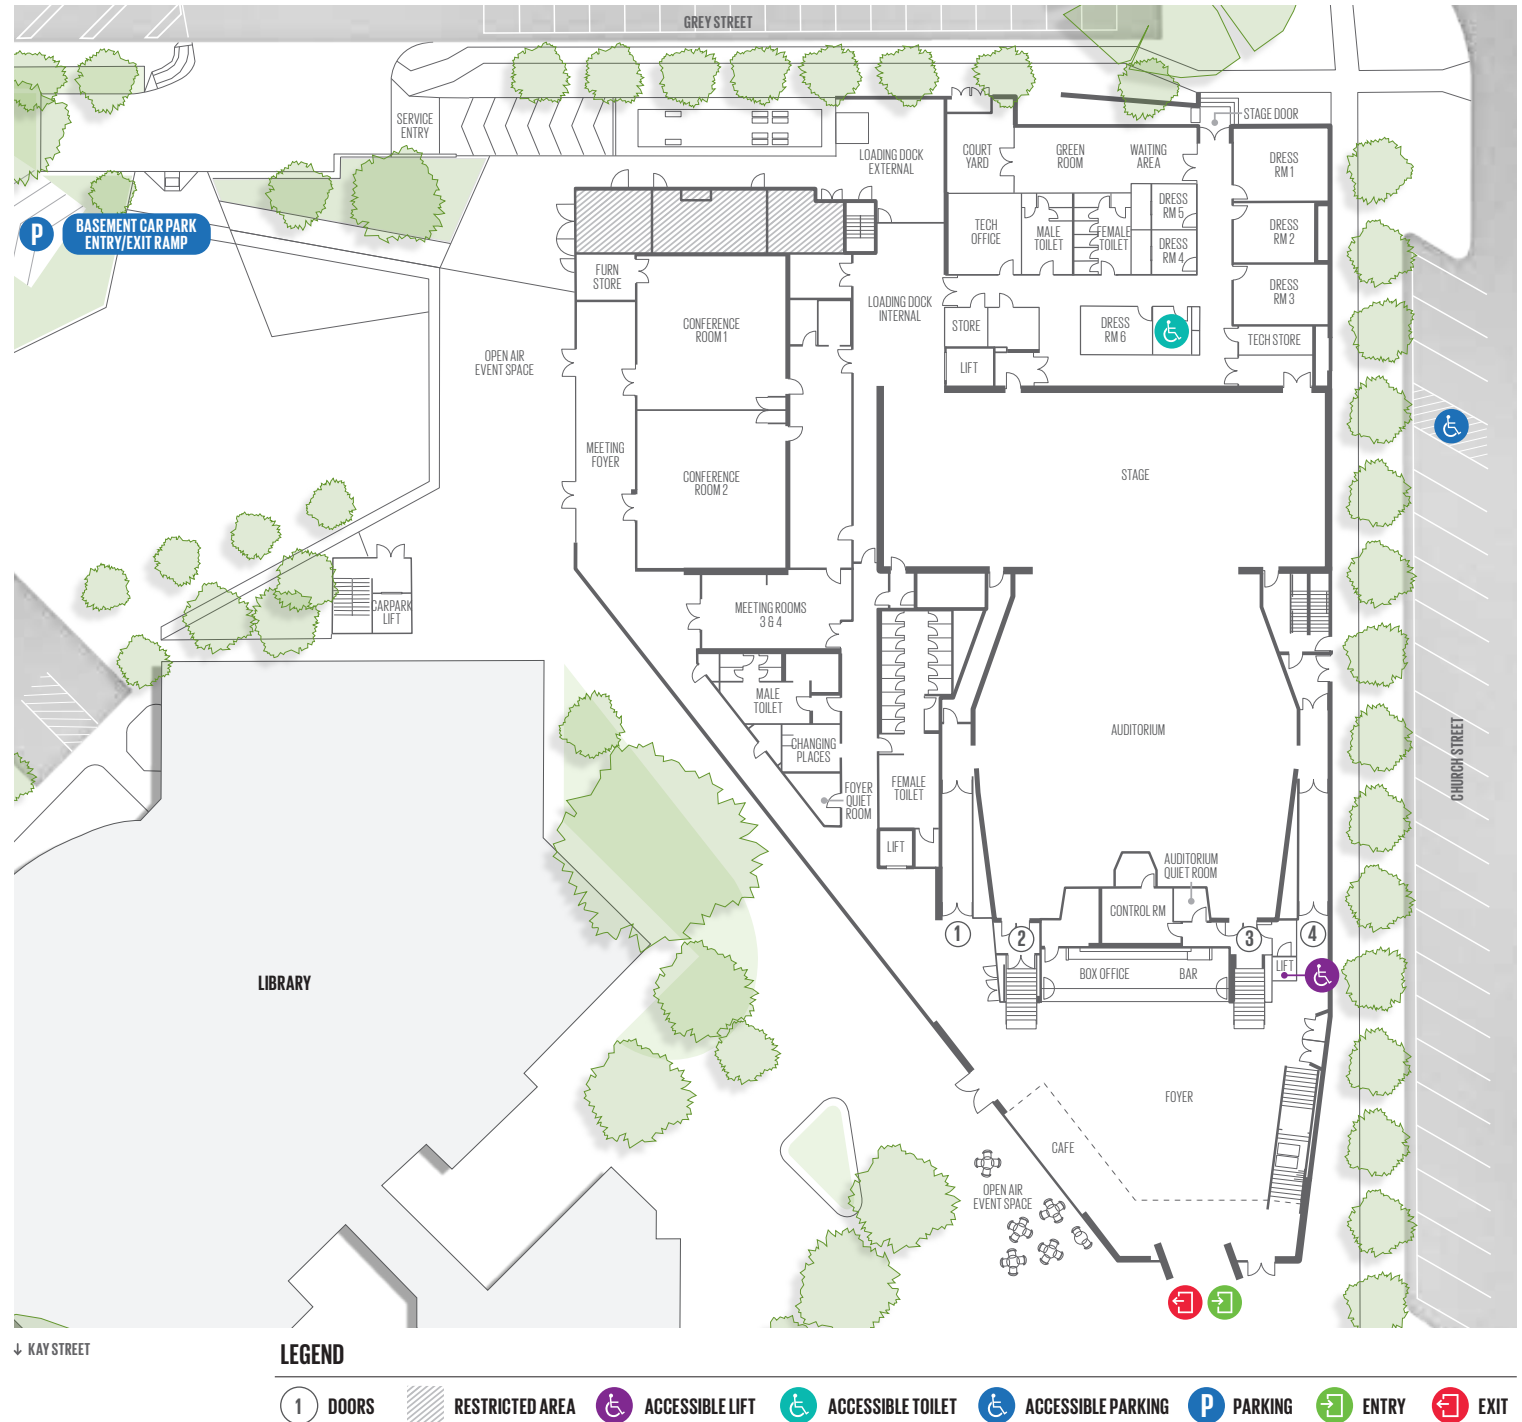 GREY STREET
SERVICE
ENTRY
STAGE DOOR
LOADING DOCK
EXTERNAL
COURT
YARD
GREEN
ROOM
WAITING
AREA
DRESS
RM 1
P
BASEMENT CAR PARK
ENTRY/EXIT RAMP
TECH
OFFICE
MALE
TOILET
FEMALE
TOILET
DRESS
RM 5
DRESS
RM 4
DRESS
RM 2
FURN
STORE
DRESS
RM 3
LOADING DOCK
INTERNAL
CONFERENCE
ROOM 1
STORE
DRESS
RM 6
TECH STORE
OPEN AIR
EVENT SPACE
LIFT
MEETING
FOYER
CONFERENCE
ROOM 2
STAGE
CARPARK
LIFT
MEETING ROOMS
3 & 4
MALE
TOILET
AUDITORIUM
CHANGING
PLACES
CHURCH STREET
FOYER
QUIET
ROOM
FEMALE
TOILET
LIFT
AUDITORIUM
QUIET ROOM
CONTROL RM
1
2
3
4
LIBRARY
BOX OFFICE
BAR
LIFT
FOYER
CAFE
OPEN AIR
EVENT SPACE
↓ KAY STREET
LEGEND
1 DOORS
RESTRICTED AREA
ACCESSIBLE LIFT
ACCESSIBLE TOILET
ACCESSIBLE PARKING
P PARKING
ENTRY
EXIT